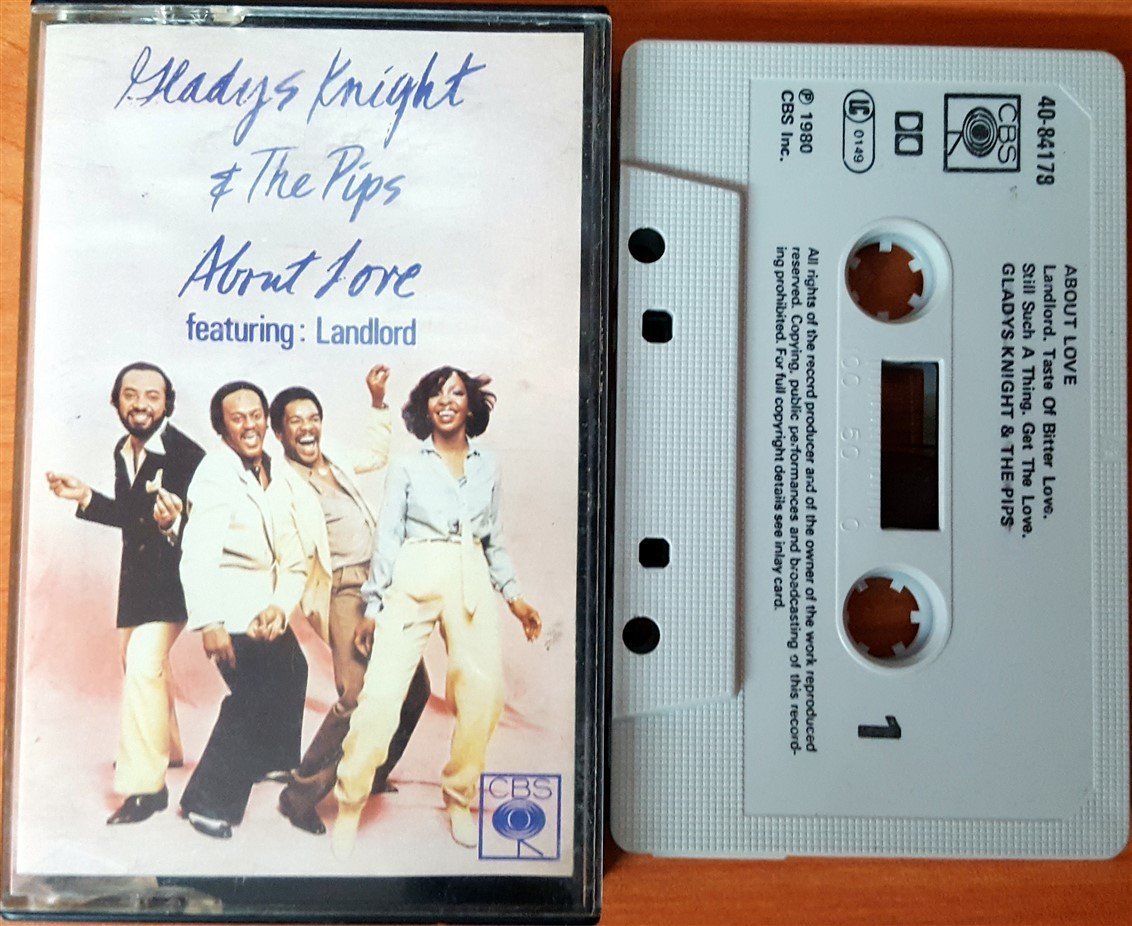 Gladys Knight
& The Pips
About Love
featuring: Landlord
CBS
40-84178
CBS
LC
0149
℗ 1980
CBS Inc.
ABOUT LOVE
Landlord. Taste Of Bitter Love.
Still Such A Thing. Get The Love.
GLADYS KNIGHT & THE PIPS
All rights of the record producer and of the owner of the work reproduced
reserved. Copying, public performances and broadcasting of this record-
ing prohibited. For full copyright details see inlay card.
00 50 0
1